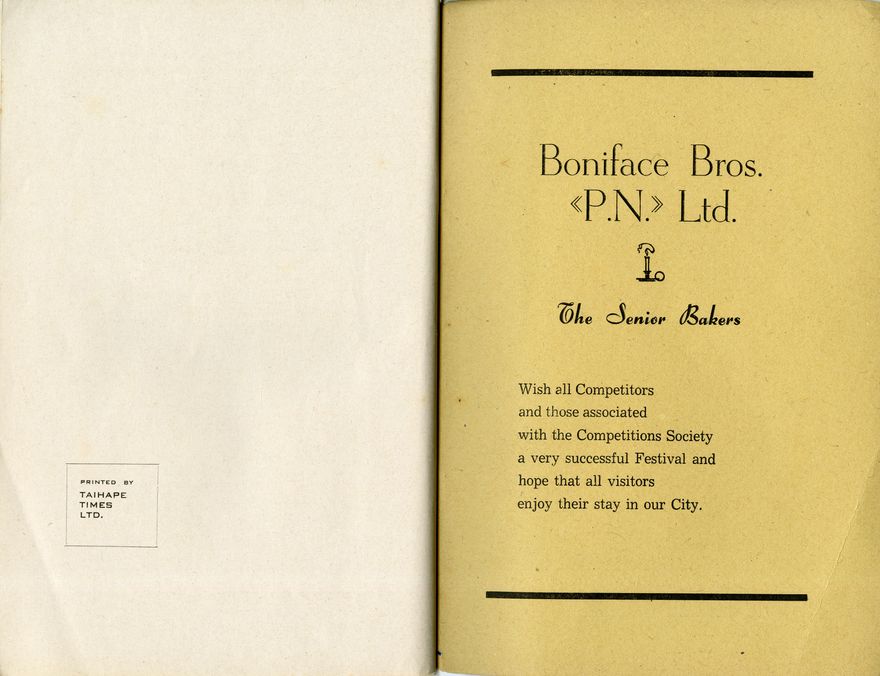 PRINTED BY
TAIHAPE
TIMES
LTD.
Boniface Bros.
«P.N.» Ltd.
The Senior Bakers
Wish all Competitors
and those associated
with the Competitions Society
a very successful Festival and
hope that all visitors
enjoy their stay in our City.